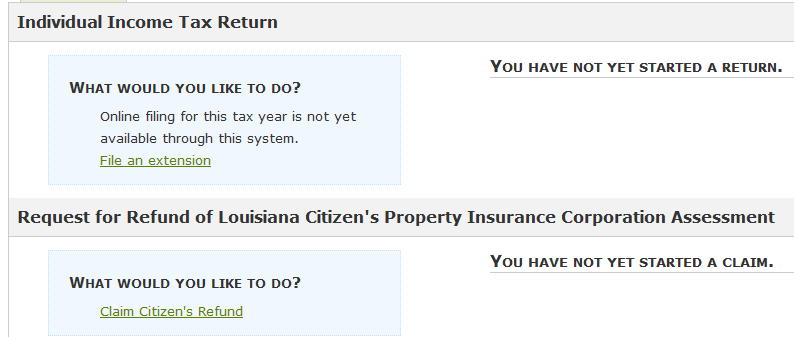 Individual Income Tax Return
WHAT WOULD YOU LIKE TO DO?
Online filing for this tax year is not yet
available through this system.
File an extension
YOU HAVE NOT YET STARTED A RETURN.
Request for Refund of Louisiana Citizen's Property Insurance Corporation Assessment
WHAT WOULD YOU LIKE TO DO?
Claim Citizen's Refund
YOU HAVE NOT YET STARTED A CLAIM.